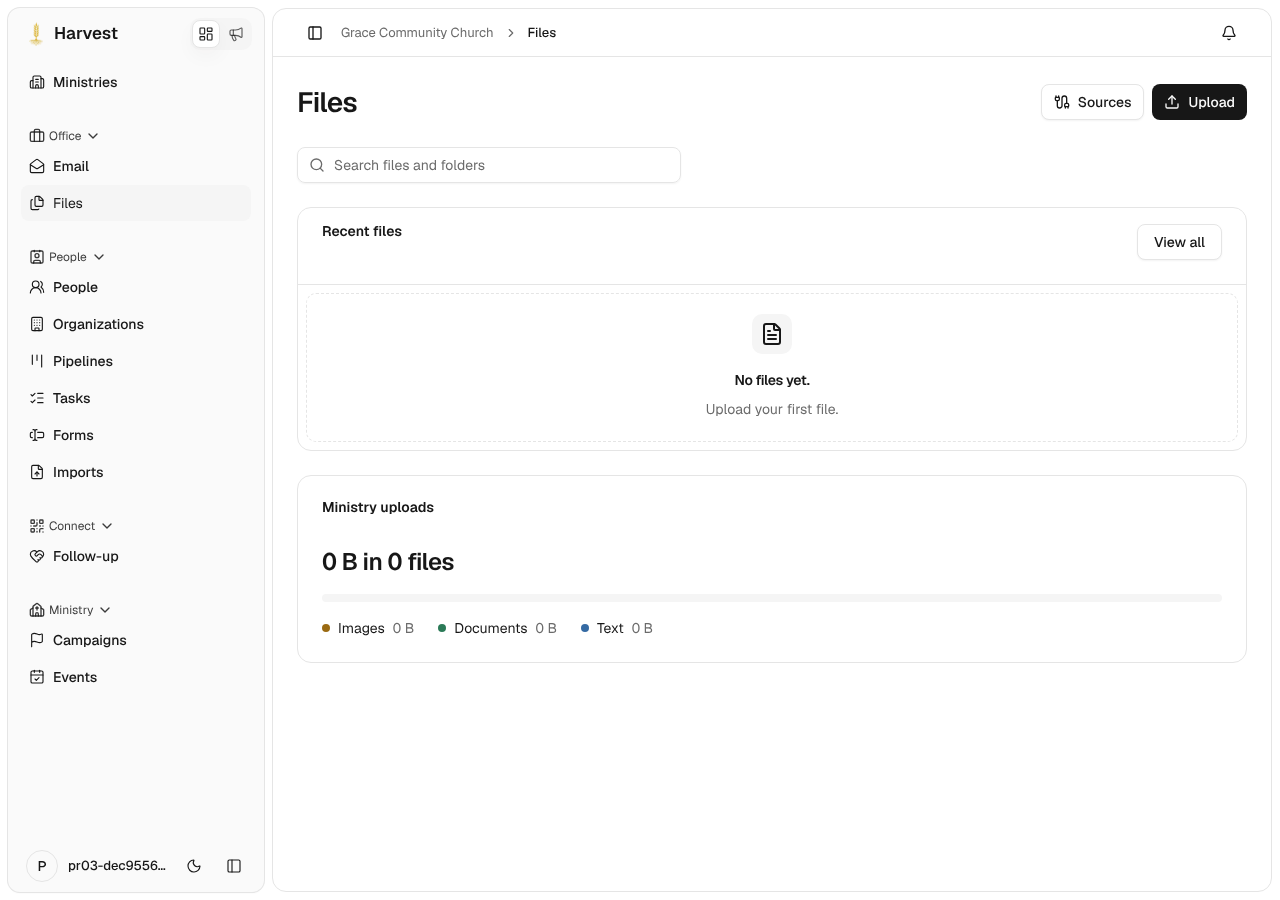 Harvest
Ministries
Office
Email
Files
People
People
Organizations
Pipelines
Tasks
Forms
Imports
Connect
Follow-up
Ministry
Campaigns
Events
P
pr03-dec9556...
Grace Community Church > Files
Files
Sources
Upload
Search files and folders
Recent files
View all
No files yet.
Upload your first file.
Ministry uploads
0 B in 0 files
Images 0 B Documents 0 B Text 0 B